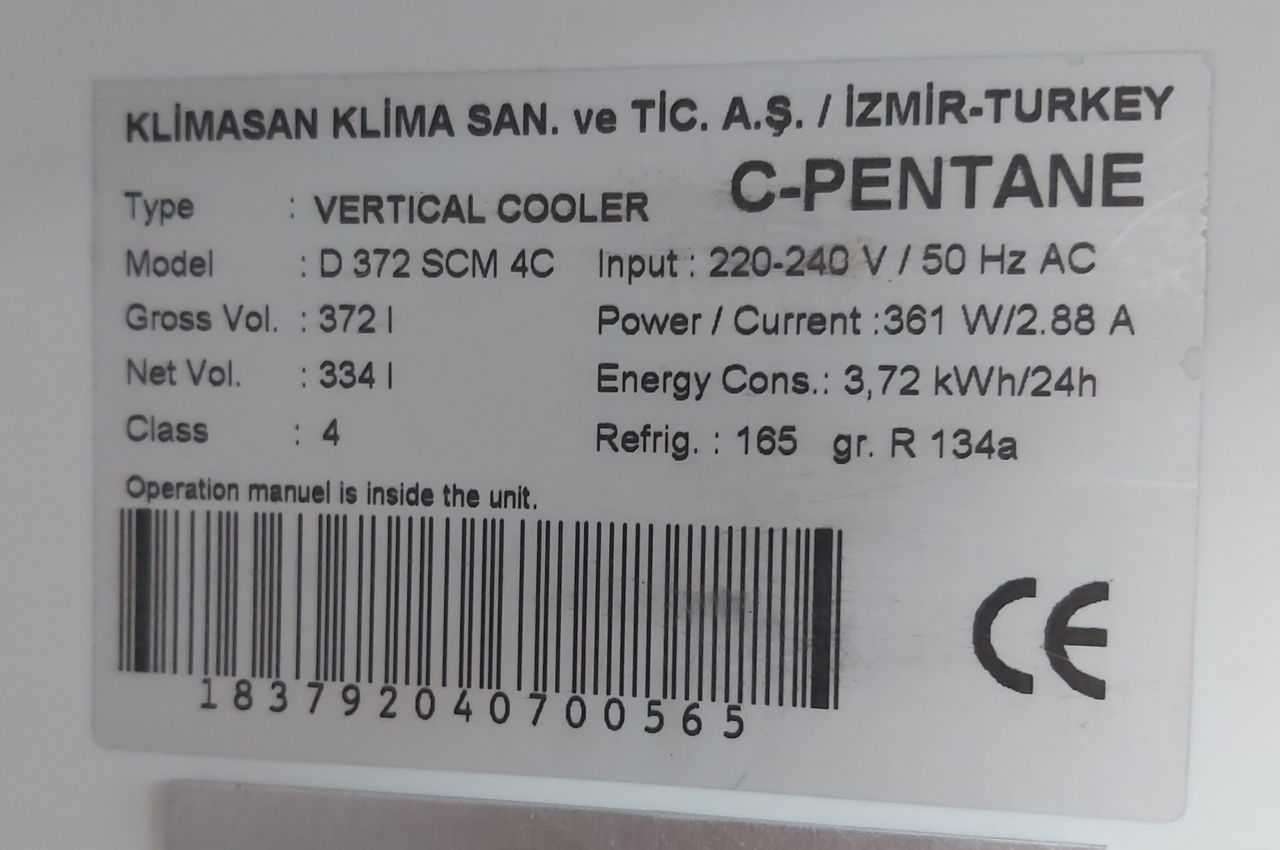 KLİMASAN KLİMA SAN. ve TİC. A.Ş. / İZMİR-TURKEY
C-PENTANE
Type : VERTICAL COOLER
Model : D 372 SCM 4C Input : 220-240 V / 50 Hz AC
Gross Vol. : 372 l Power / Current :361 W/2.88 A
Net Vol. : 334 l Energy Cons.: 3,72 kWh/24h
Class : 4 Refrig. : 165 gr. R 134a
Operation manuel is inside the unit.
183792040700565
CE